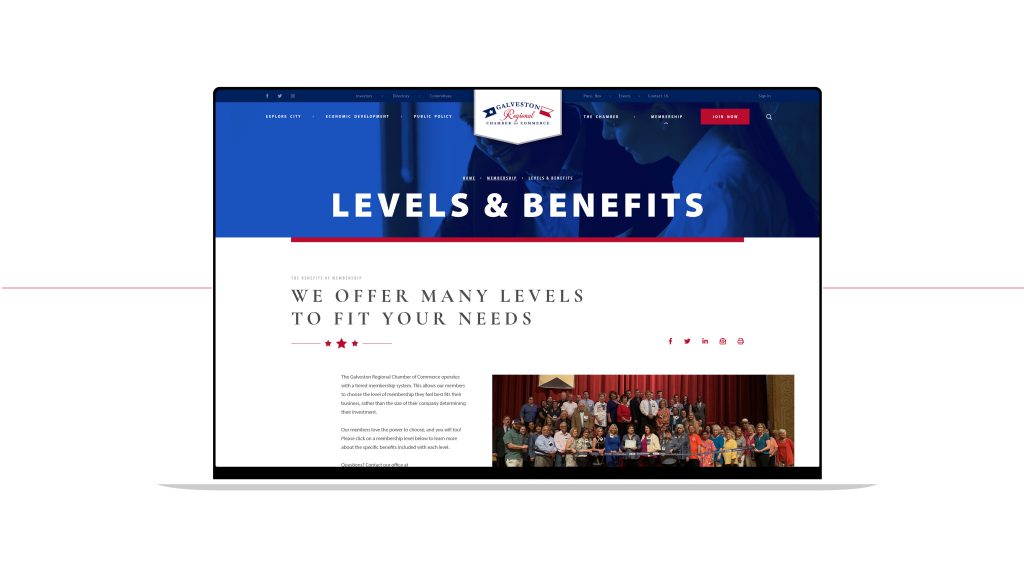 Investors • Directory • Committees
Press Box • Events • Contact Us
Sign In
GALVESTON
Regional
CHAMBER of COMMERCE
EXPLORE CITY • ECONOMIC DEVELOPMENT • PUBLIC POLICY
THE CHAMBER • MEMBERSHIP
JOIN NOW
HOME • MEMBERSHIP • LEVELS & BENEFITS
LEVELS & BENEFITS
THE BENEFITS OF MEMBERSHIP
WE OFFER MANY LEVELS
TO FIT YOUR NEEDS
The Galveston Regional Chamber of Commerce operates
with a tiered-membership system. This allows our members
to choose the level of membership they feel best fits their
business, rather than the size of their company determining
their investment.
Our members love the power to choose, and you will too!
Please click on a membership level below to learn more
about the specific benefits included with each level.
Questions? Contact our office at